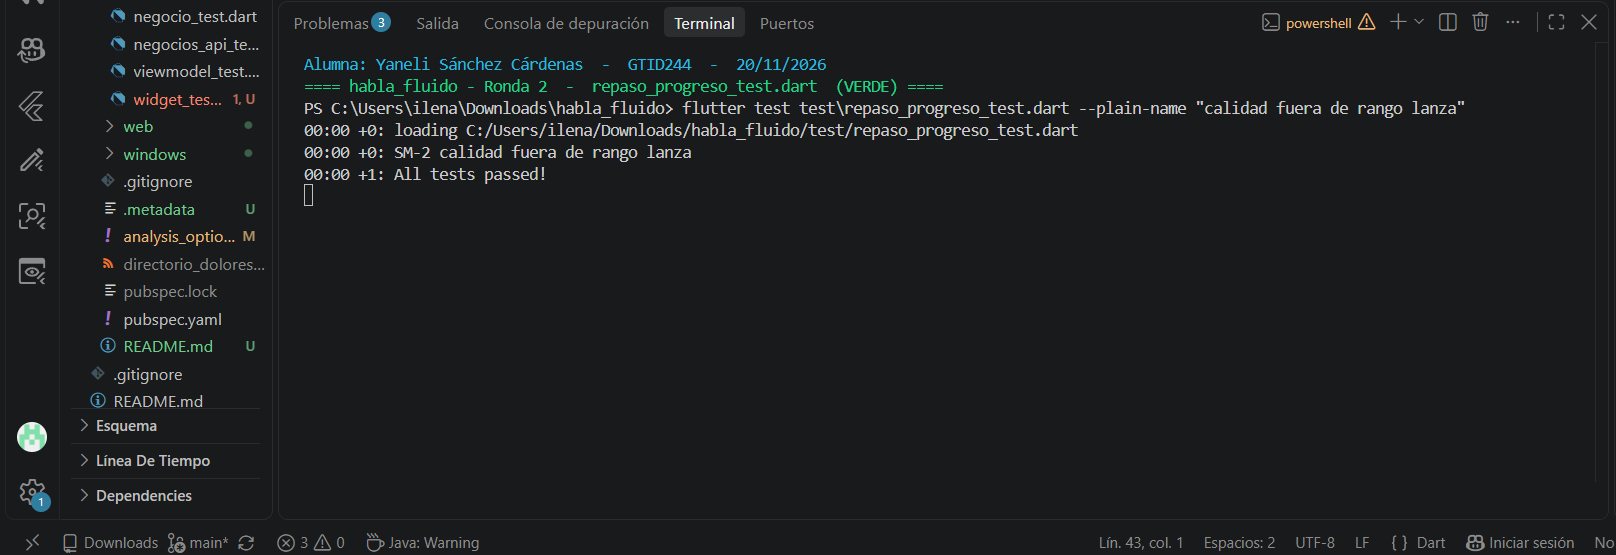 negocio_test.dart
negocios_api_te...
viewmodel_test....
widget_tes... 1, U
web
windows
.gitignore
.metadata U
analysis_optio... M
directorio_dolores...
pubspec.lock
pubspec.yaml
README.md U
.gitignore
README.md
Esquema
Línea De Tiempo
Dependencies
1
Problemas 3 Salida Consola de depuración Terminal Puertos powershell
Alumna: Yaneli Sánchez Cárdenas - GTID244 - 20/11/2026
==== habla_fluido - Ronda 2 - repaso_progreso_test.dart (VERDE) ====
PS C:\Users\ilena\Downloads\habla_fluido> flutter test test\repaso_progreso_test.dart --plain-name "calidad fuera de rango lanza"
00:00 +0: loading C:/Users/ilena/Downloads/habla_fluido/test/repaso_progreso_test.dart
00:00 +0: SM-2 calidad fuera de rango lanza
00:00 +1: All tests passed!
Downloads main* 3 0 Java: Warning Lín. 43, col. 1 Espacios: 2 UTF-8 LF {} Dart Iniciar sesión No